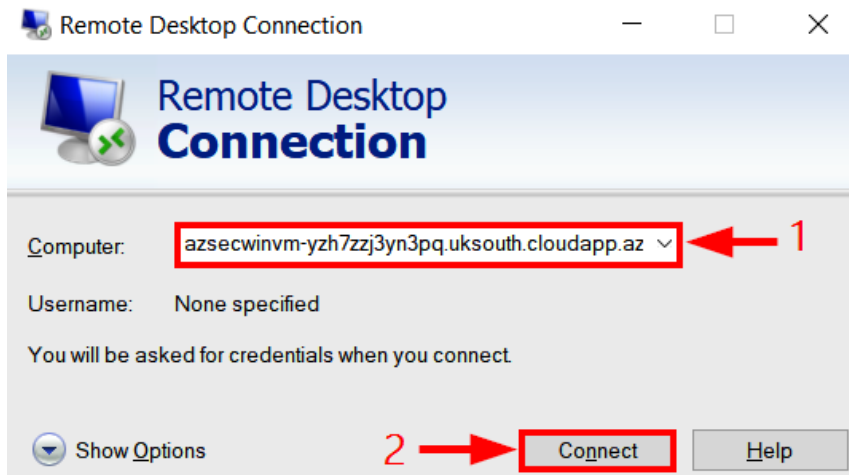 Remote Desktop Connection
Remote Desktop
Connection
Computer: azsecwinvm-yzh7zzj3yn3pq.uksouth.cloudapp.az 1
Username: None specified
You will be asked for credentials when you connect.
Show Options 2 Connect Help